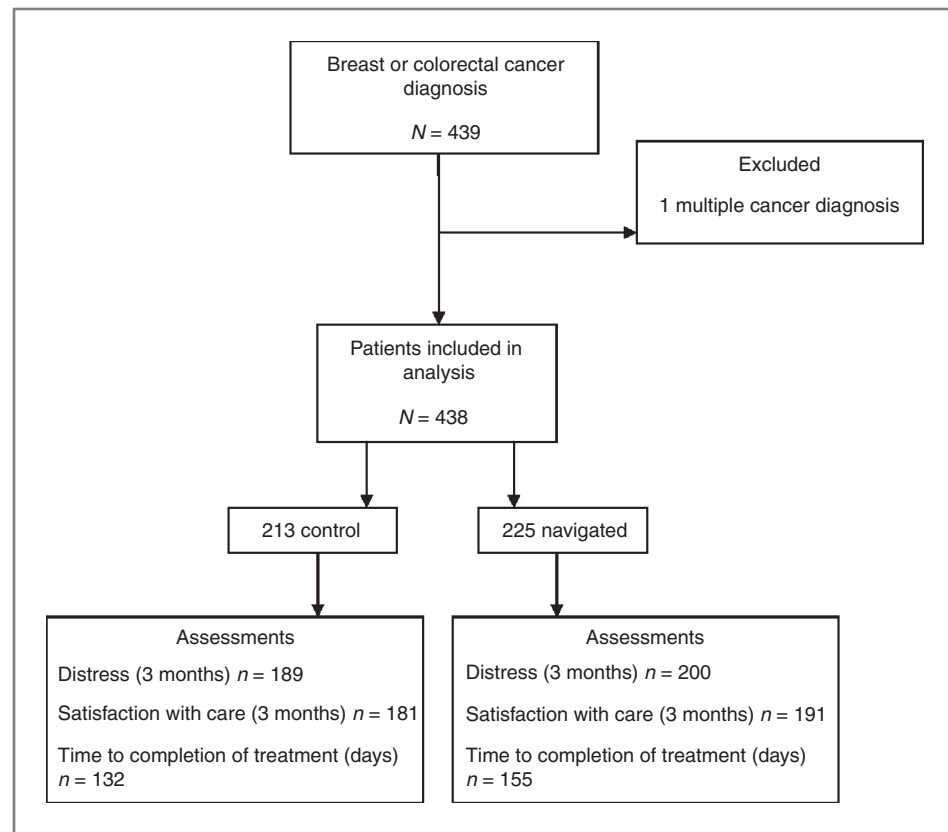 Breast or colorectal cancer
diagnosis
N = 439
Excluded
1 multiple cancer diagnosis
Patients included in
analysis
N = 438
213 control
225 navigated
Assessments
Distress (3 months) n = 189
Satisfaction with care (3 months) n = 181
Time to completion of treatment (days)
n = 132
Assessments
Distress (3 months) n = 200
Satisfaction with care (3 months) n = 191
Time to completion of treatment (days)
n = 155